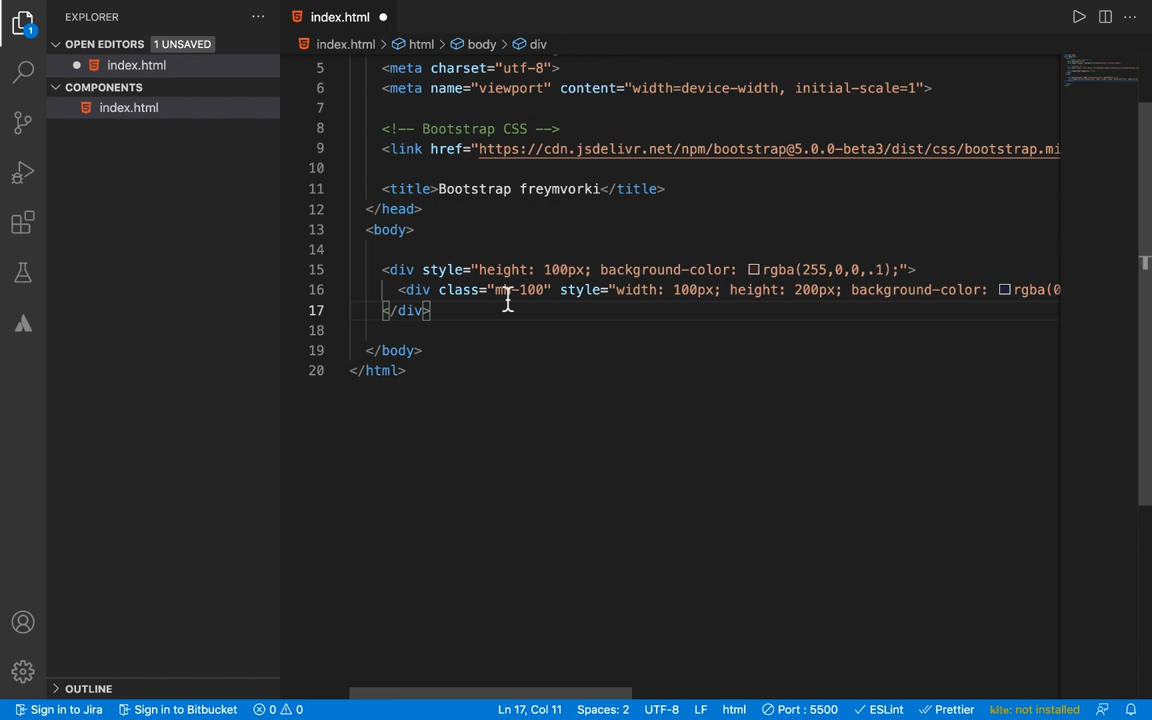 EXPLORER
index.html
OPEN EDITORS 1 UNSAVED
index.html > html > body > div
index.html
COMPONENTS
index.html
5 <meta charset="utf-8">
6 <meta name="viewport" content="width=device-width, initial-scale=1">
7
8 <!-- Bootstrap CSS -->
9 <link href="https://cdn.jsdelivr.net/npm/bootstrap@5.0.0-beta3/dist/css/bootstrap.mi
10
11 <title>Bootstrap freymvorki</title>
12 </head>
13 <body>
14
15 <div style="height: 100px; background-color: rgba(255,0,0,.1);">
16 <div class="mh-100" style="width: 100px; height: 200px; background-color: rgba(0
17 </div>
18
19 </body>
20 </html>
OUTLINE
Sign in to Jira Sign in to Bitbucket 0 0 Ln 17, Col 11 Spaces: 2 UTF-8 LF html Port : 5500 ESLint Prettier kite: not installed
1